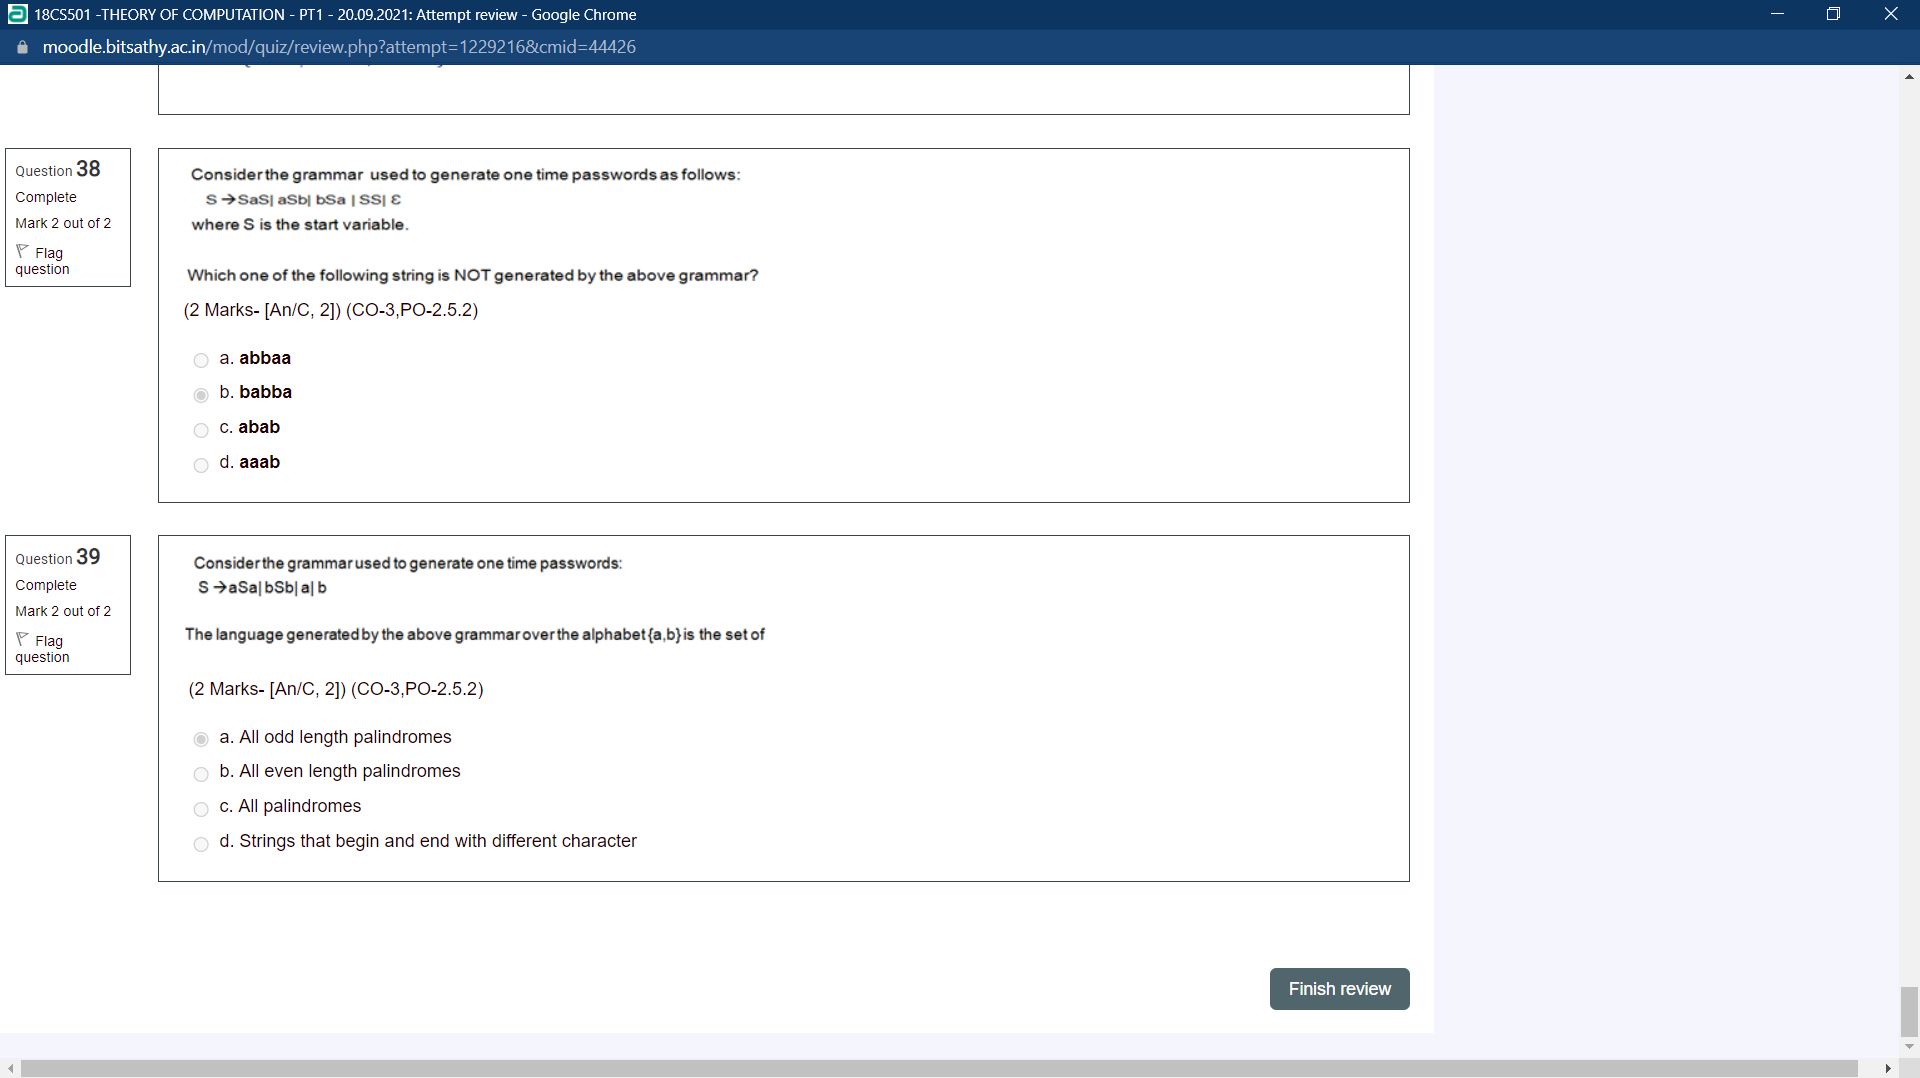 18CS501 -THEORY OF COMPUTATION - PT1 - 20.09.2021: Attempt review - Google Chrome
moodle.bitsathy.ac.in/mod/quiz/review.php?attempt=1229216&cmid=44426
Question 38
Complete
Mark 2 out of 2
Flag
question
Consider the grammar used to generate one time passwords as follows:
S →SaS| aSb| bSa | SS| Ɛ
where S is the start variable.
Which one of the following string is NOT generated by the above grammar?
(2 Marks- [An/C, 2]) (CO-3,PO-2.5.2)
a. abbaa
b. babba
c. abab
d. aaab
Question 39
Complete
Mark 2 out of 2
Flag
question
Consider the grammar used to generate one time passwords:
S →aSa| bSb| a| b
The language generated by the above grammar over the alphabet {a,b} is the set of
(2 Marks- [An/C, 2]) (CO-3,PO-2.5.2)
a. All odd length palindromes
b. All even length palindromes
c. All palindromes
d. Strings that begin and end with different character
Finish review